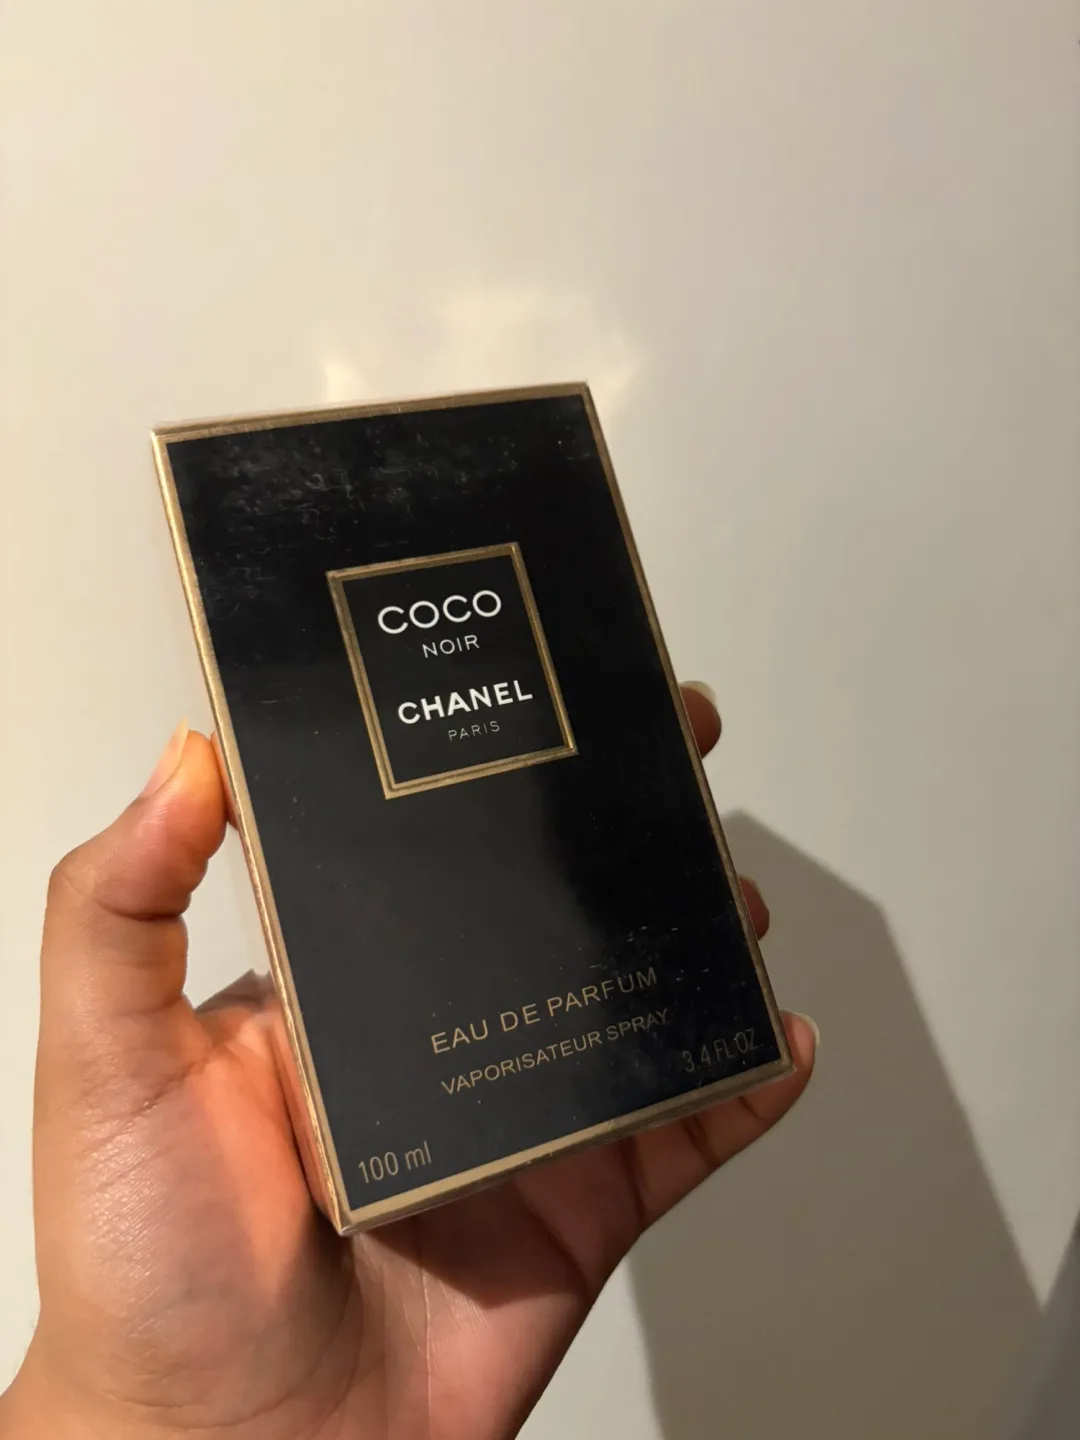 COCO
NOIR
CHANEL
PARIS
EAU DE PARFUM
VAPORISATEUR SPRAY
100 ml
3.4 FL.OZ.